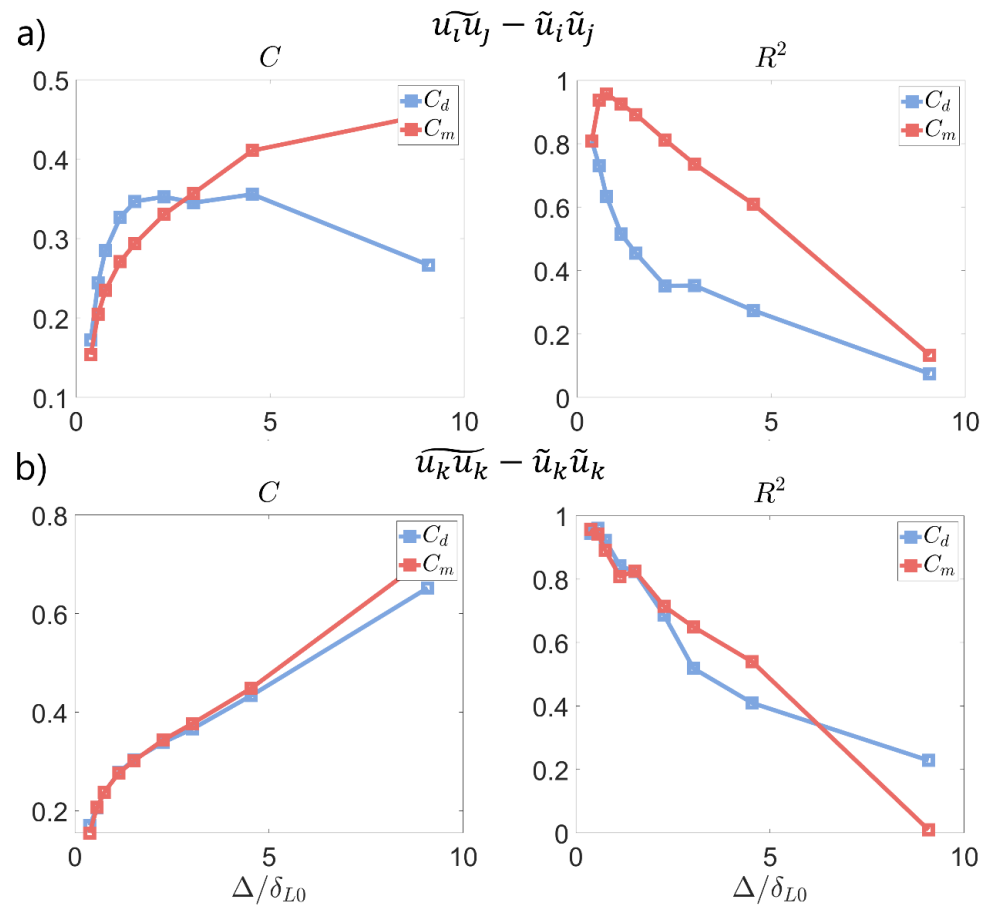 a)
$\widetilde{u_i u_j} - \tilde{u}_i \tilde{u}_j$
C
R²
0.5
0.4
0.3
0.2
0.1
0 5 10
C_d
C_m
1
0.8
0.6
0.4
0.2
0
0 5 10
C_d
C_m
b)
$\widetilde{u_k u_k} - \tilde{u}_k \tilde{u}_k$
C
R²
0.8
0.6
0.4
0.2
0 5 10
Δ/δ_{L0}
C_d
C_m
1
0.8
0.6
0.4
0.2
0
0 5 10
Δ/δ_{L0}
C_d
C_m